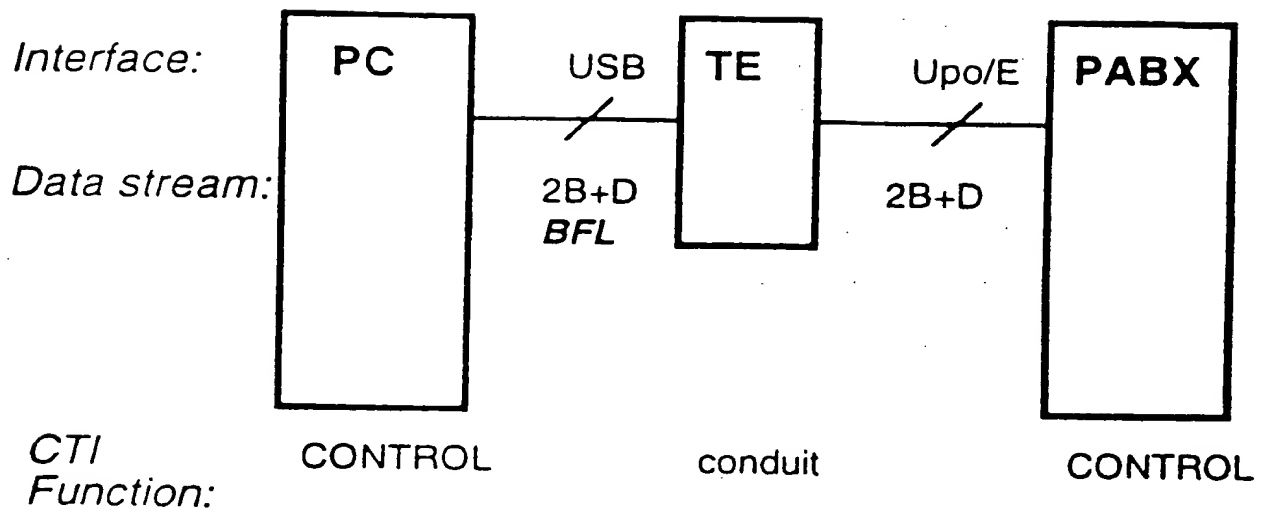 Interface: PC USB TE Upo/E PABX
Data stream: 2B+D 2B+D
BFL
CTI CONTROL conduit CONTROL
Function: